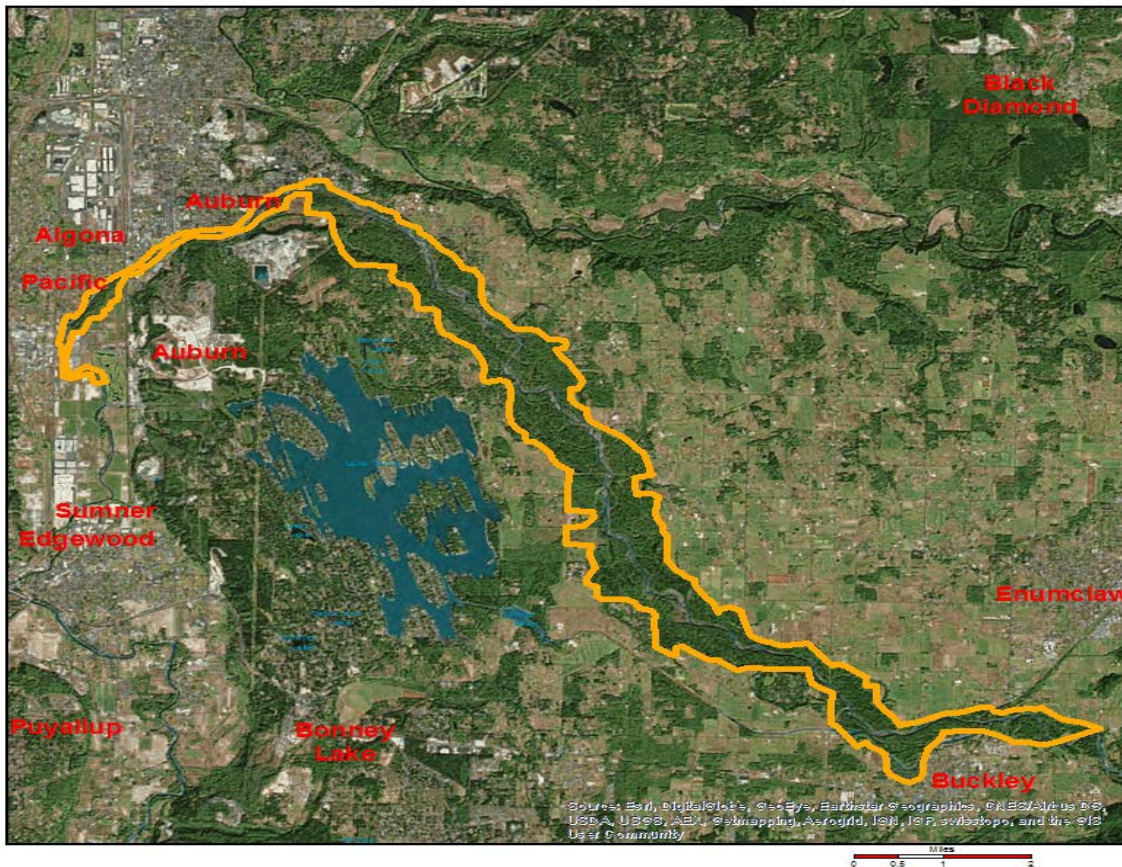 Black
Diamond
Auburn
Algona
Pacific
Auburn
Sumner
Edgewood
Enumclaw
Puyallup
Bonney
Lake
Buckley
Source: Esri, DigitalGlobe, GeoEye, Earthstar Geographics, CNES/Airbus DS,
USDA, USGS, AEX, Getmapping, Aerogrid, IGN, IGP, swisstopo, and the GIS
User Community
Miles
0 0.5 1 2